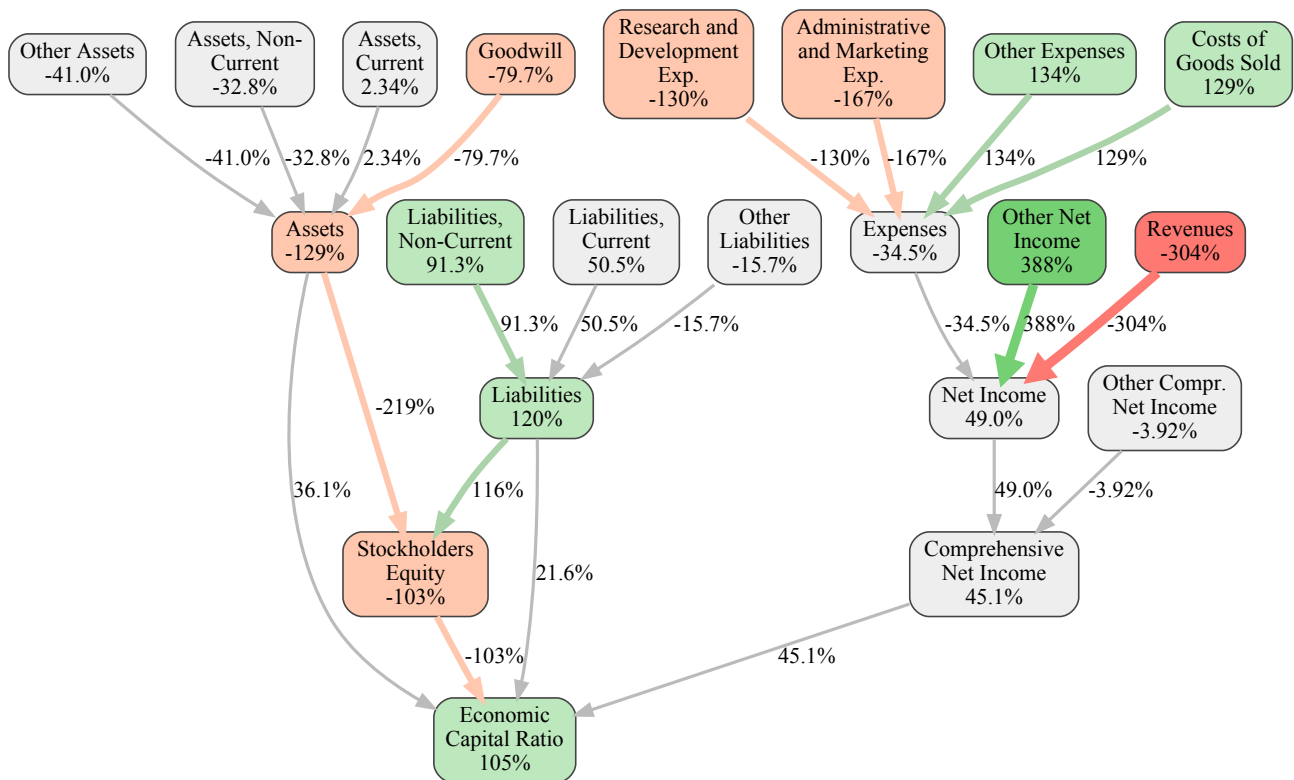 Other Assets
-41.0%
Assets, Non-
Current
-32.8%
Assets,
Current
2.34%
Goodwill
-79.7%
Research and
Development
Exp.
-130%
Administrative
and Marketing
Exp.
-167%
Other Expenses
134%
Costs of
Goods Sold
129%
-41.0%
-32.8%
2.34%
-79.7%
-130%
-167%
134%
129%
Assets
-129%
Liabilities,
Non-Current
91.3%
Liabilities,
Current
50.5%
Other
Liabilities
-15.7%
Expenses
-34.5%
Other Net
Income
388%
Revenues
-304%
91.3%
50.5%
-15.7%
-34.5%
388%
-304%
Liabilities
120%
Net Income
49.0%
Other Compr.
Net Income
-3.92%
-219%
36.1%
116%
49.0%
-3.92%
Stockholders
Equity
-103%
21.6%
Comprehensive
Net Income
45.1%
-103%
45.1%
Economic
Capital Ratio
105%